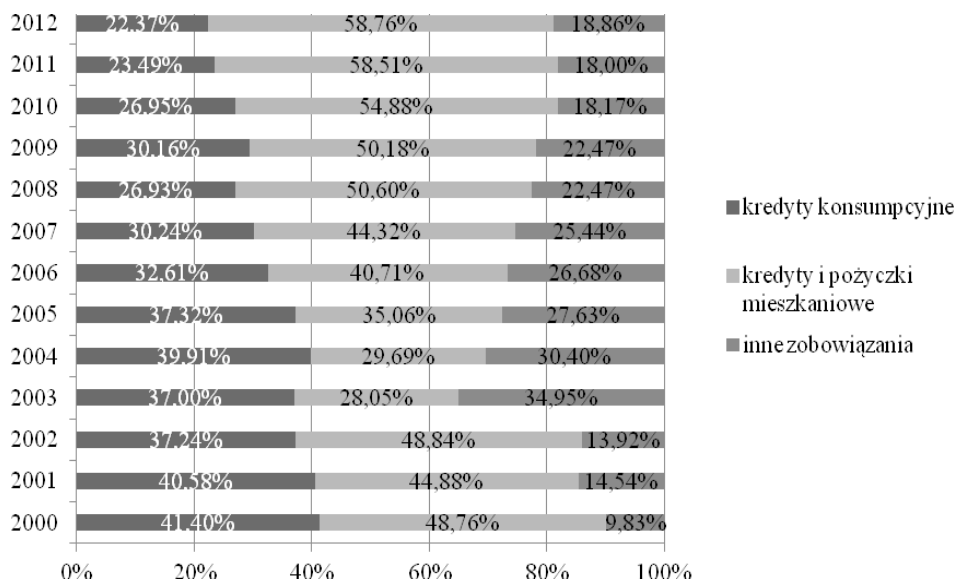 2012 22.37% 58,76% 18,86%
2011 23.49% 58,51% 18,00%
2010 26.95% 54,88% 18,17%
2009 30.16% 50,18% 22,47%
2008 26.93% 50,60% 22,47%
2007 30.24% 44,32% 25,44%
2006 32.61% 40,71% 26,68%
2005 37.32% 35,06% 27,63%
2004 39.91% 29,69% 30,40%
2003 37.00% 28,05% 34,95%
2002 37.24% 48,84% 13,92%
2001 40.58% 44,88% 14,54%
2000 41.40% 48,76% 9,83%
0% 20% 40% 60% 80% 100%
kredyty konsumpcyjne
kredyty i pożyczki
mieszkaniowe
inne zobowiązania